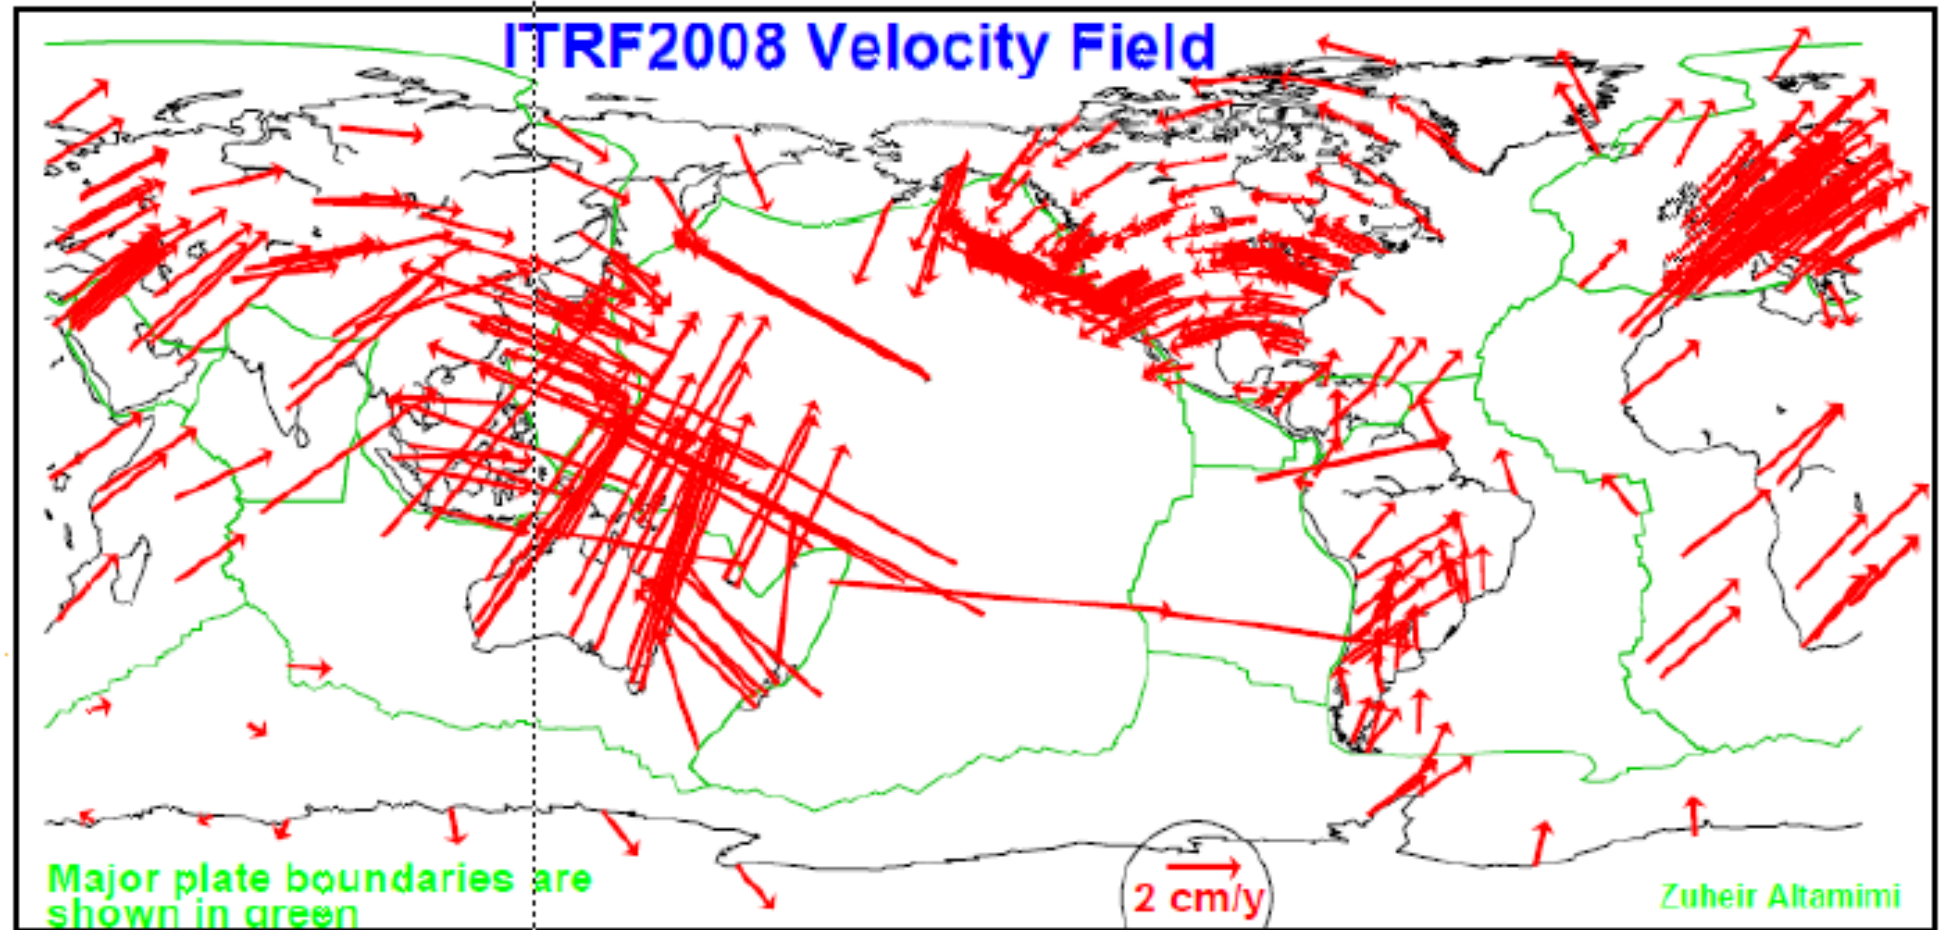 ITRF2008 Velocity Field
Major plate boundaries are
shown in green
2 cm/y
Zuheir Altamimi